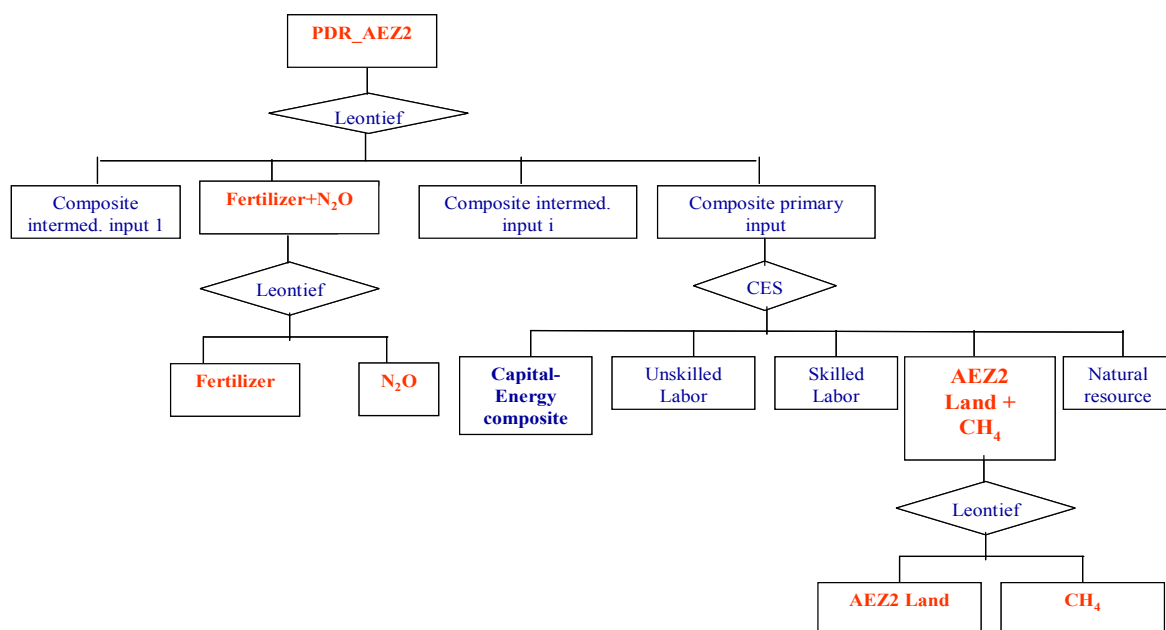 PDR_AEZ2
Leontief
Composite
intermed. input 1
Fertilizer+N₂O
Composite intermed.
input i
Composite primary
input
Leontief
CES
Fertilizer
N₂O
Capital-
Energy
composite
Unskilled
Labor
Skilled
Labor
AEZ2
Land +
CH₄
Natural
resource
Leontief
AEZ2 Land
CH₄